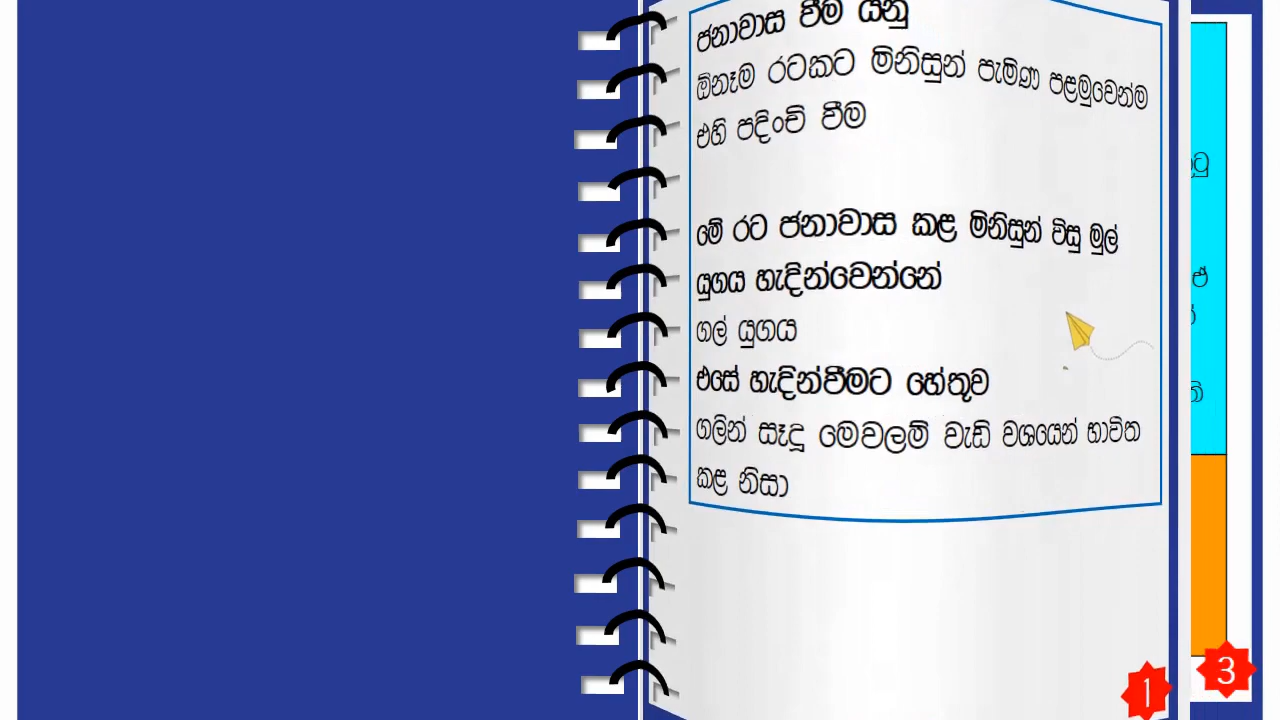 ජනාවාස වීම යනු
ඕනෑම රටකට මිනිසුන් පැමිණ පළමුවෙන්ම
එහි පදිංචි වීම
මේ රට ජනාවාස කළ මිනිසුන් විසු මුල්
යුගය හැදින්වෙන්නේ
ගල් යුගය
එසේ හැදින්වීමට හේතුව
ගලින් සෑදූ මෙවලම් වැඩි වශයෙන් භාවිත
කළ නිසා
1
3